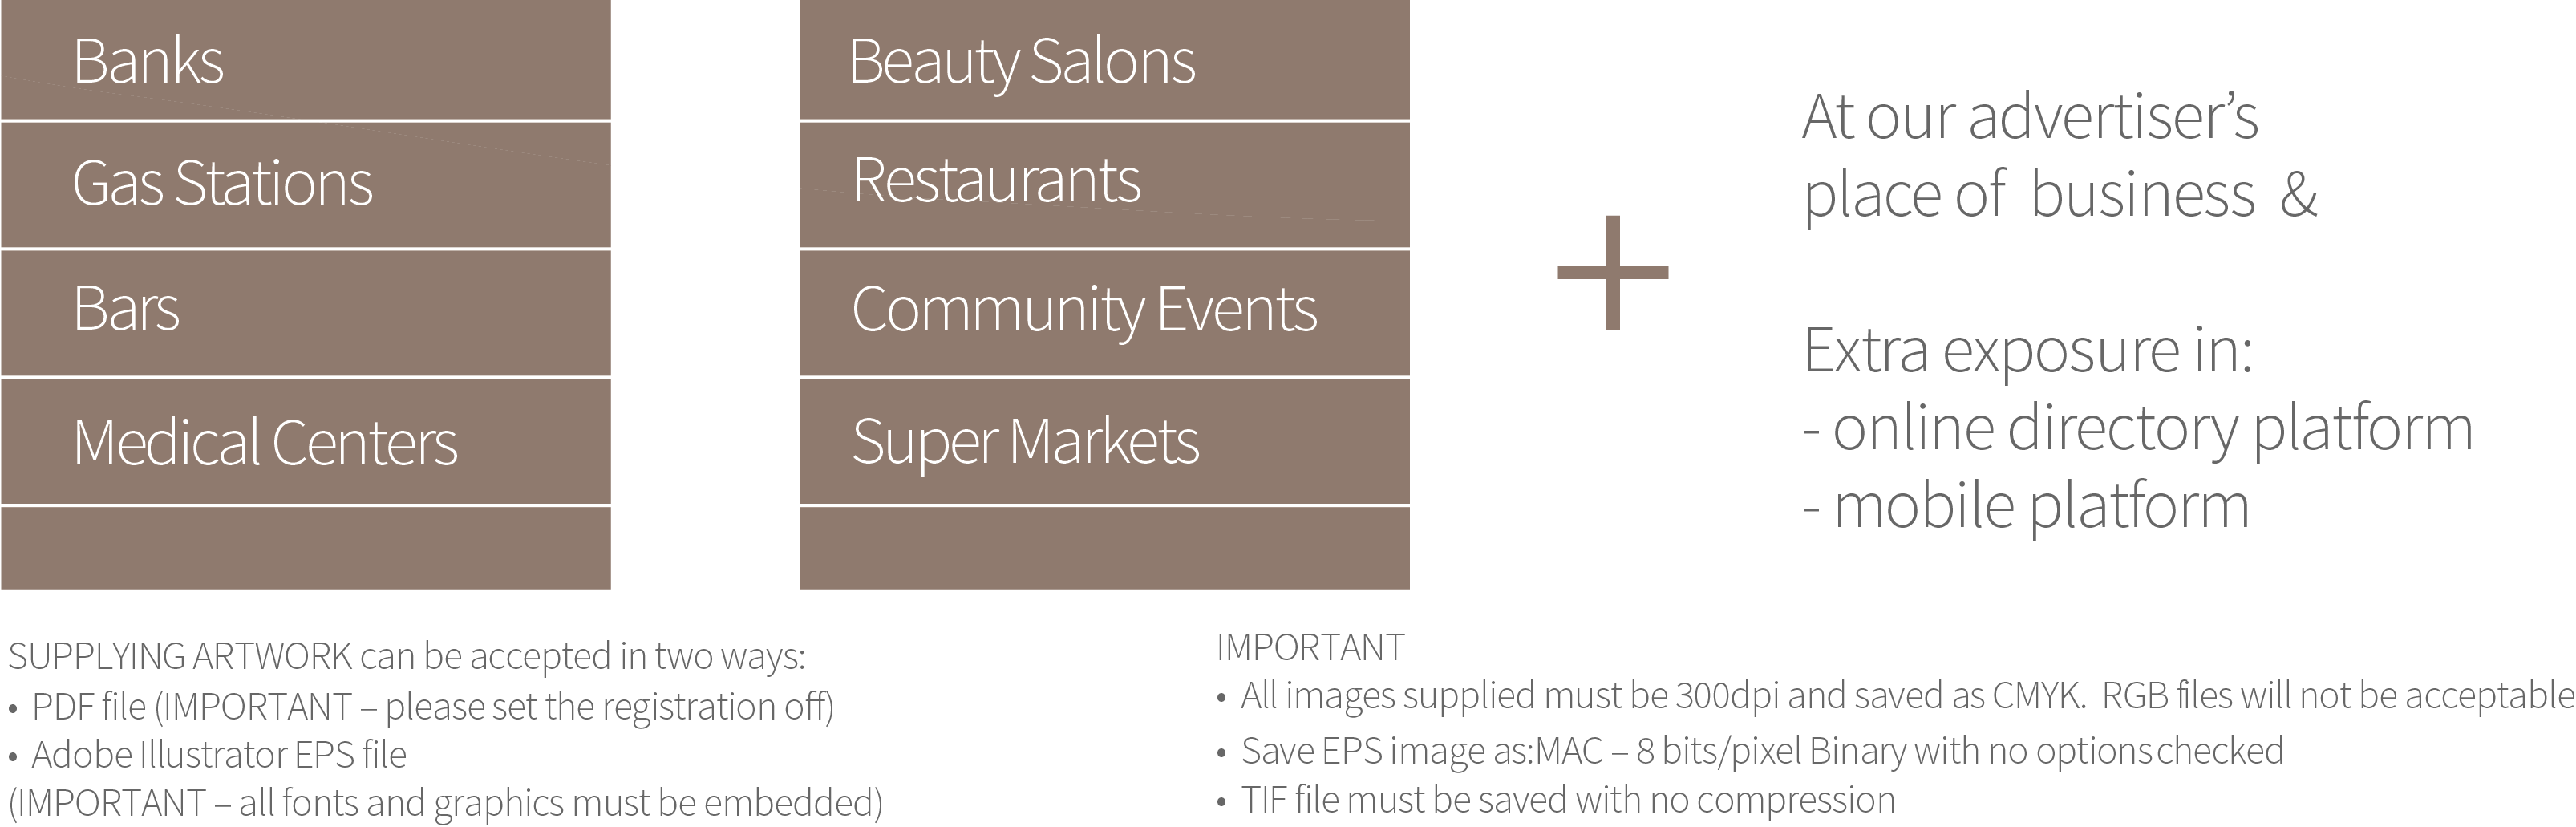 Banks
Gas Stations
Bars
Medical Centers
Beauty Salons
Restaurants
Community Events
Super Markets
+
At our advertiser’s
place of business &
Extra exposure in:
- online directory platform
- mobile platform
SUPPLYING ARTWORK can be accepted in two ways:
• PDF file (IMPORTANT – please set the registration off)
• Adobe Illustrator EPS file
(IMPORTANT – all fonts and graphics must be embedded)
IMPORTANT
• All images supplied must be 300dpi and saved as CMYK. RGB files will not be acceptable
• Save EPS image as:MAC – 8 bits/pixel Binary with no options checked
• TIF file must be saved with no compression